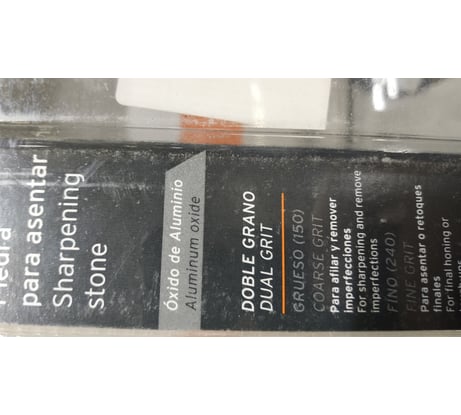 Piedra
para asentar
Sharpening
stone
Óxido de Aluminio
Aluminum oxide
DOBLE GRANO
DUAL GRIT
GRUESO (150)
COARSE GRIT
Para afilar y remover
imperfecciones
For sharpening and remove
imperfections
FINO (240)
FINE GRIT
Para asentar o retoques
finales
For final honing or